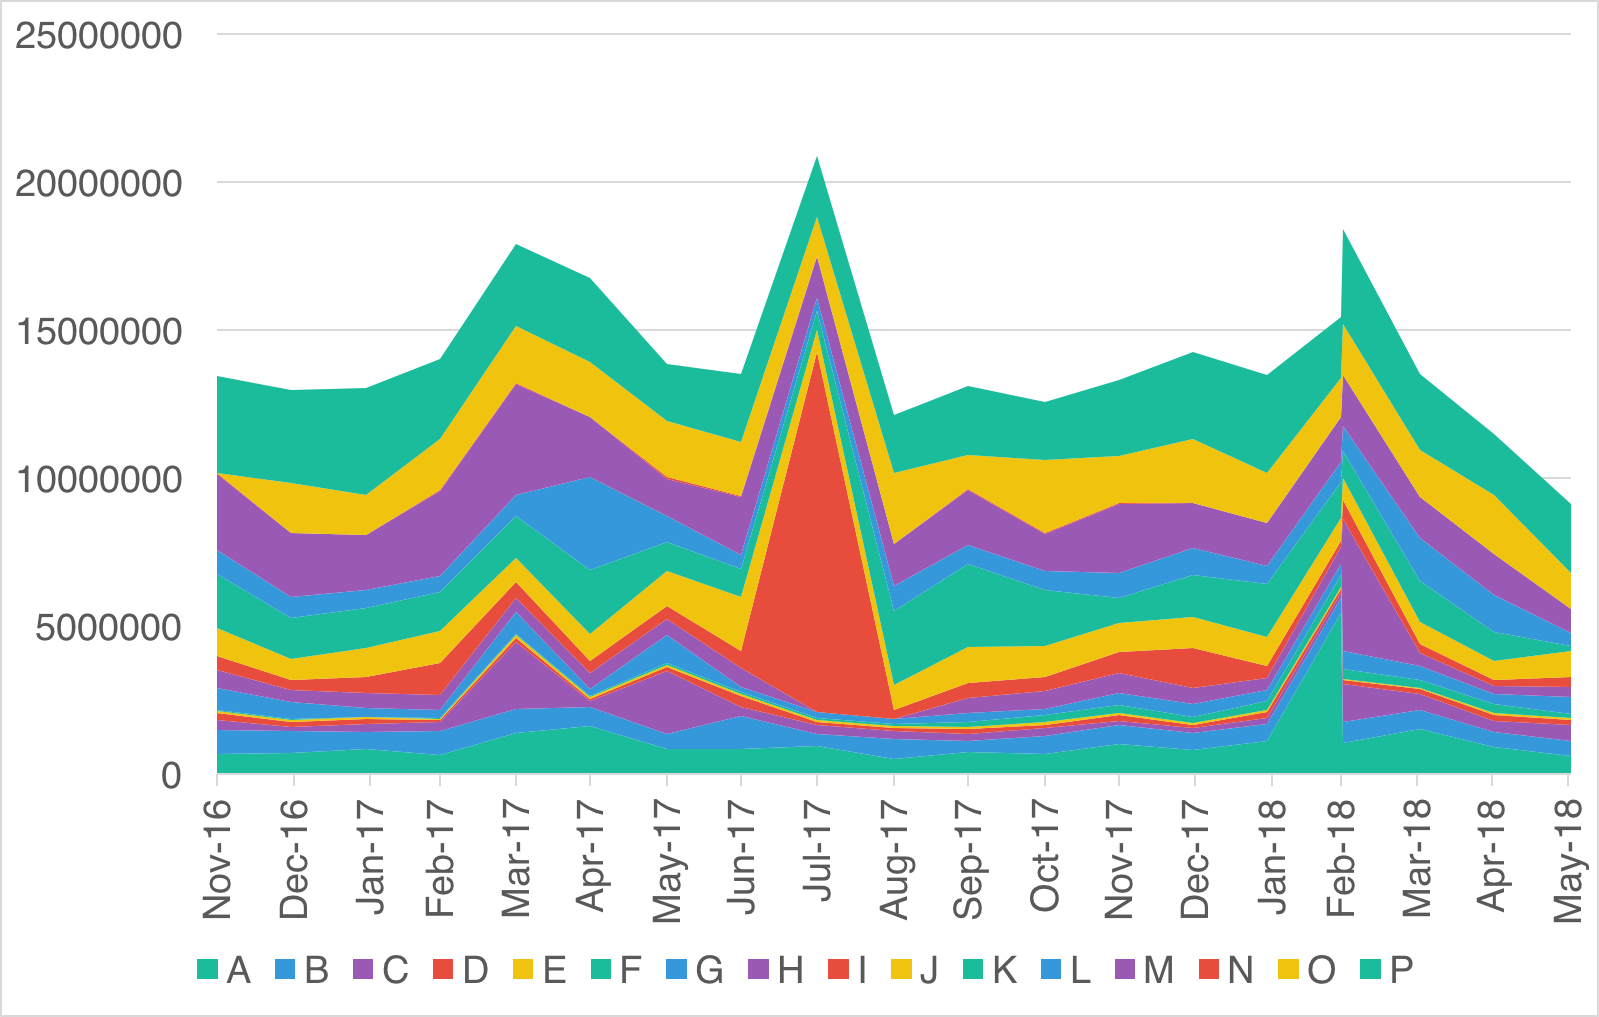 25000000
20000000
15000000
10000000
5000000
0
Nov-16
Dec-16
Jan-17
Feb-17
Mar-17
Apr-17
May-17
Jun-17
Jul-17
Aug-17
Sep-17
Oct-17
Nov-17
Dec-17
Jan-18
Feb-18
Mar-18
Apr-18
May-18
A B C D E F G H I J K L M N O P